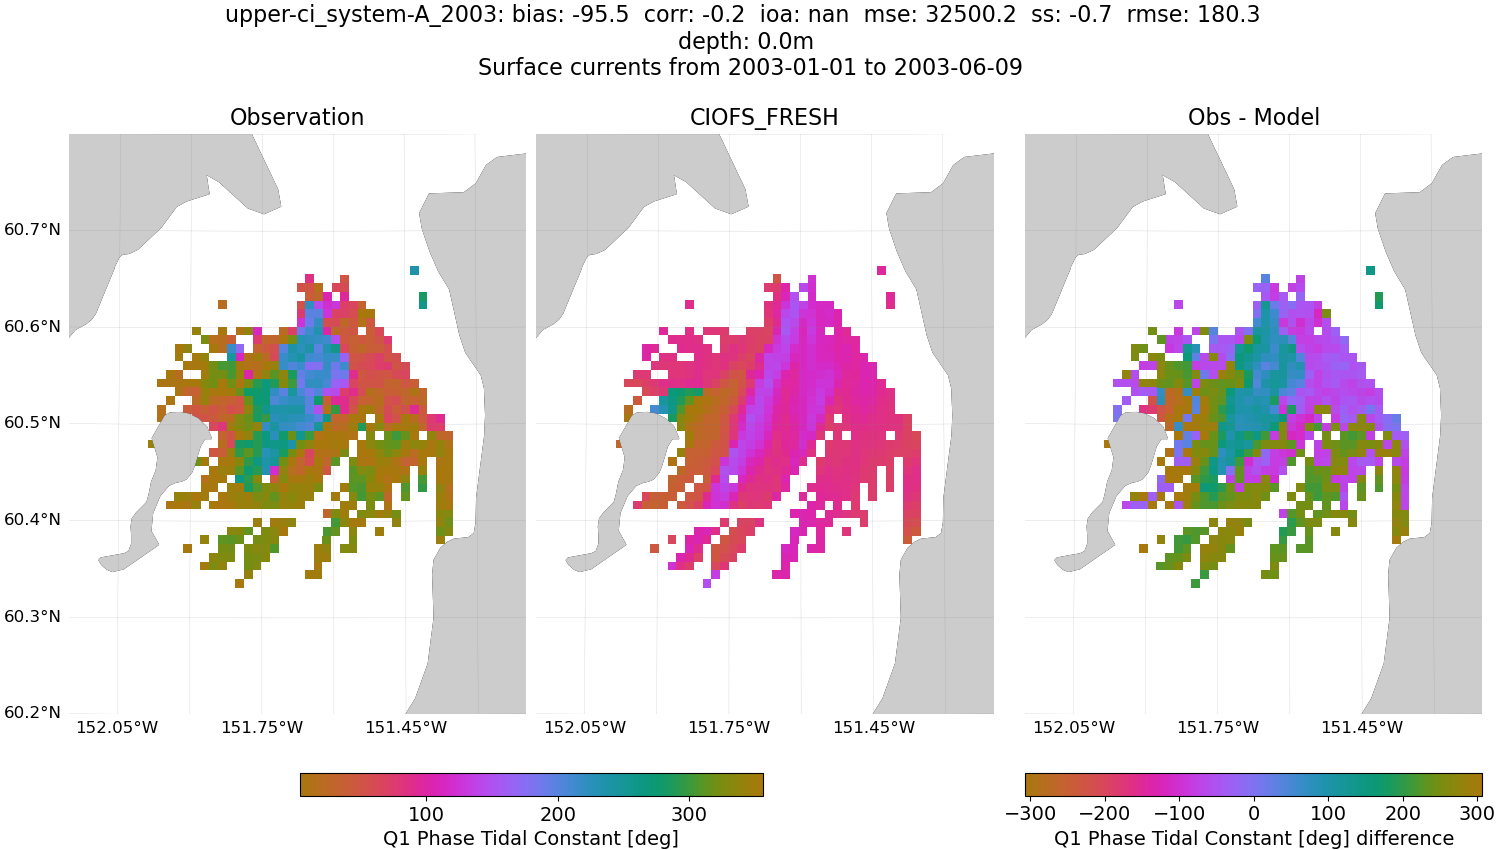 upper-ci_system-A_2003: bias: -95.5 corr: -0.2 ioa: nan mse: 32500.2 ss: -0.7 rmse: 180.3
depth: 0.0m
Surface currents from 2003-01-01 to 2003-06-09
Observation
CIOFS_FRESH
Obs - Model
60.7°N
60.6°N
60.5°N
60.4°N
60.3°N
60.2°N
152.05°W 151.75°W 151.45°W
152.05°W 151.75°W 151.45°W
152.05°W 151.75°W 151.45°W
100 200 300
Q1 Phase Tidal Constant [deg]
−300 −200 −100 0 100 200 300
Q1 Phase Tidal Constant [deg] difference